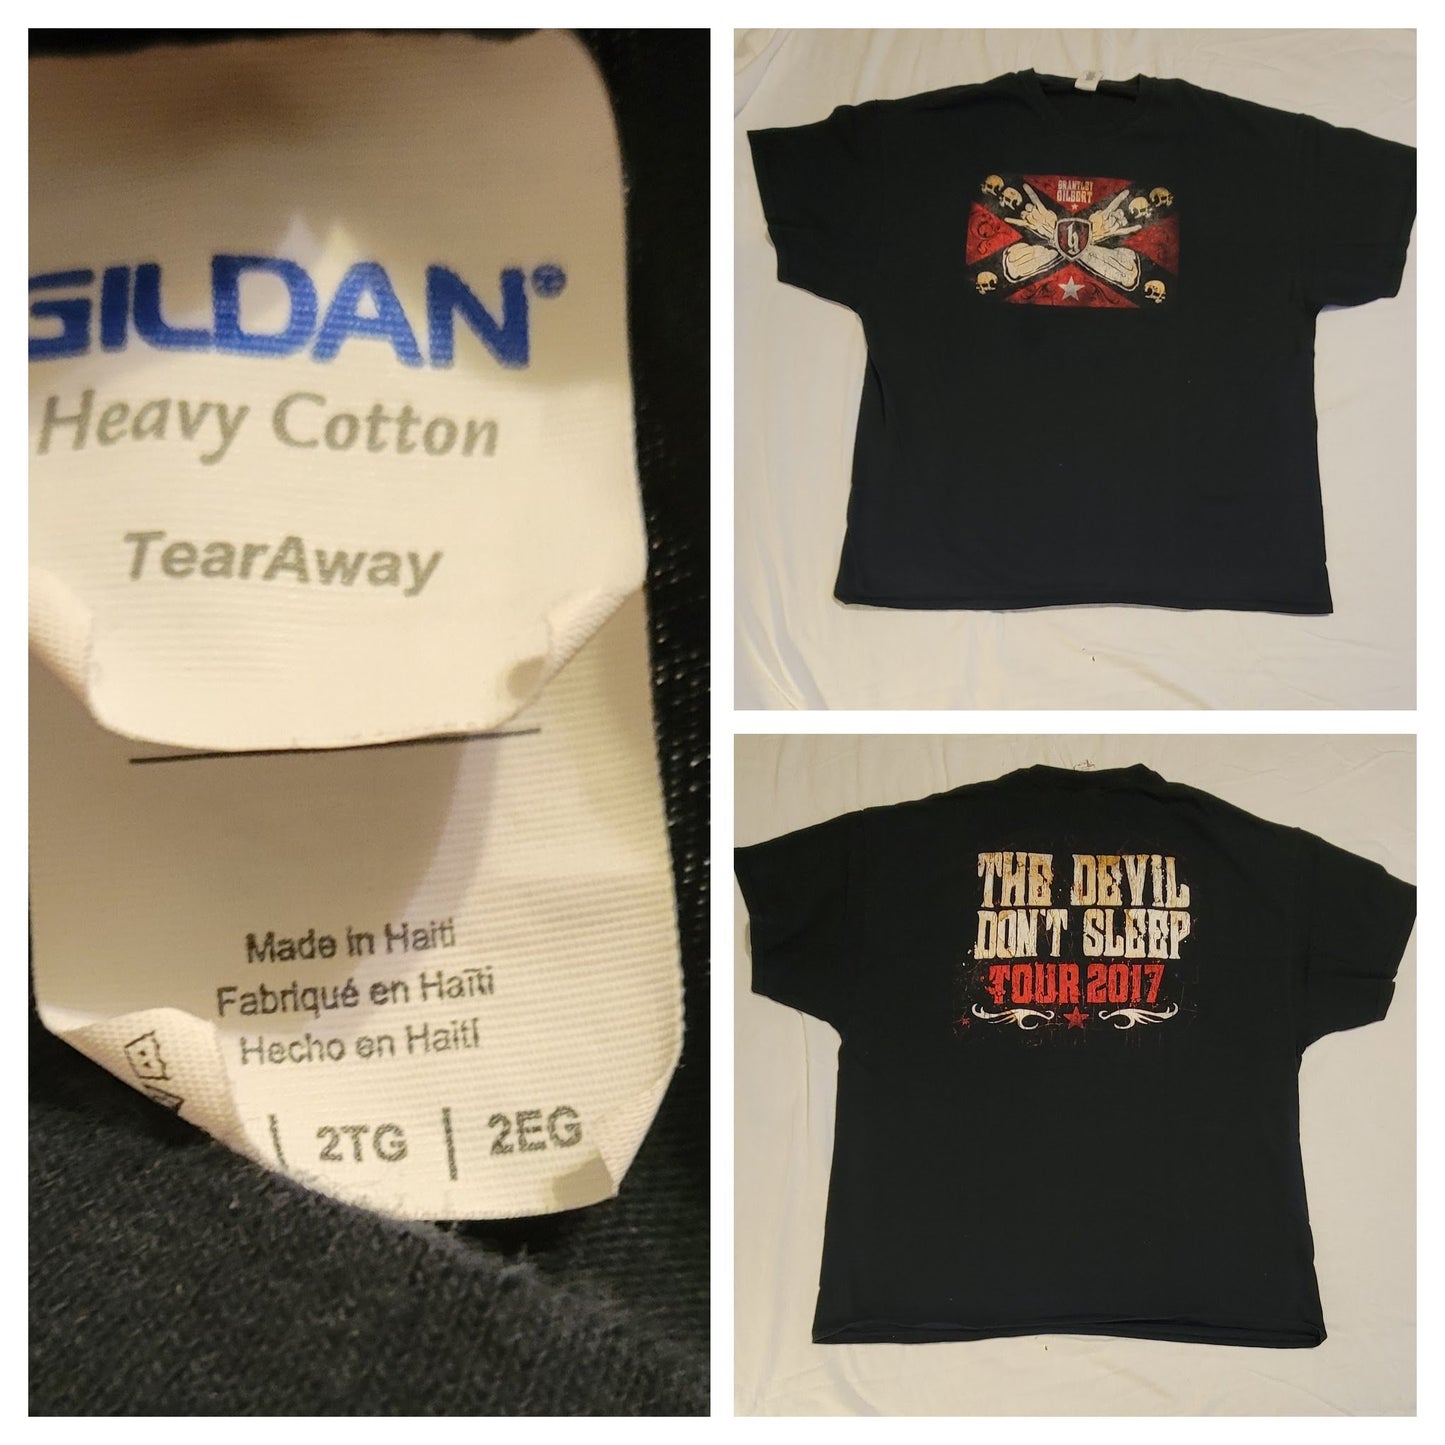 GILDAN®
Heavy Cotton
TearAway
Made in Haiti
Fabriqué en Haïti
Hecho en Haití
| 2TG | 2EG
BRANTLEY
GILBERT
THE DEVIL
DON'T SLEEP
TOUR 2017